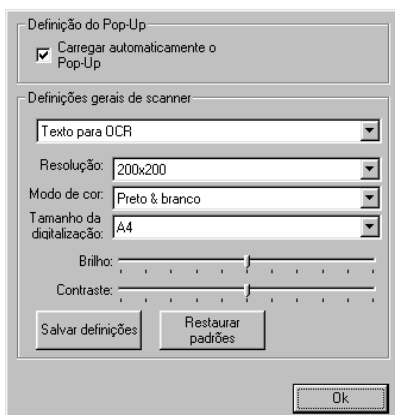 Definição do Pop-Up
Carregar automaticamente o
Pop-Up
Definições gerais de scanner
Texto para OCR
Resolução: 200x200
Modo de cor: Preto & branco
Tamanho da
digitalização: A4
Brilho:
Contraste:
Salvar definições
Restaurar
padrões
Ok